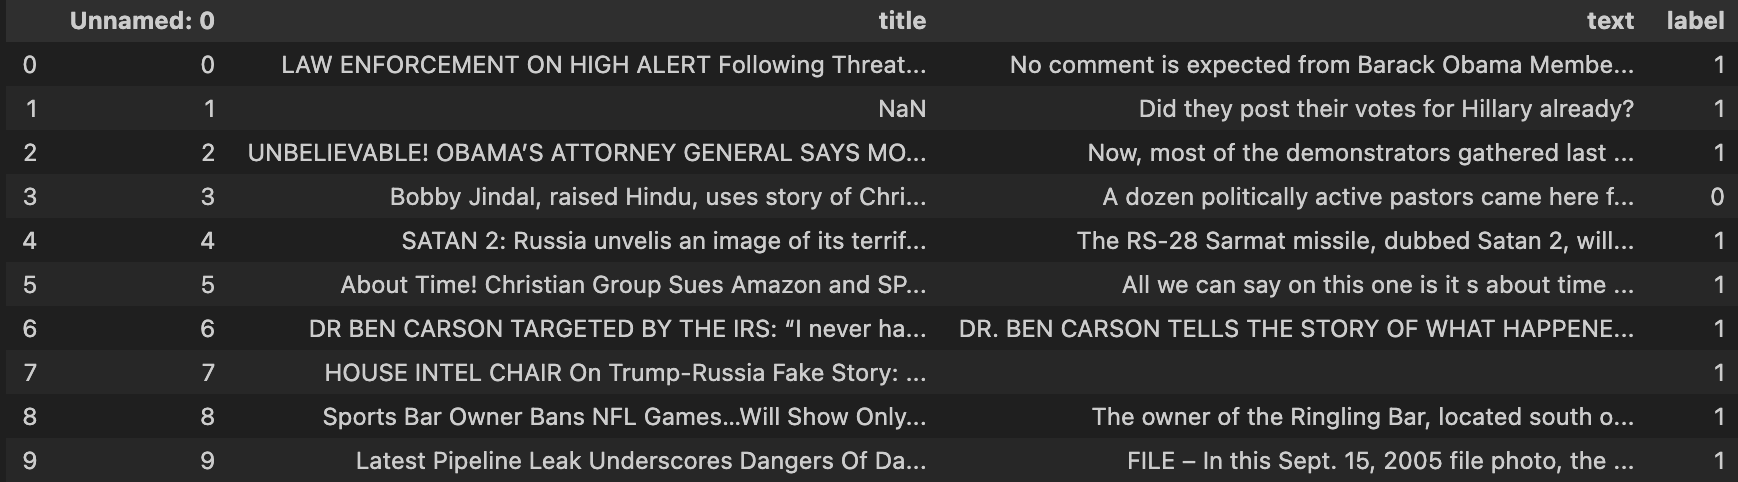 Unnamed: 0 title text label
0 0 LAW ENFORCEMENT ON HIGH ALERT Following Threat... No comment is expected from Barack Obama Membe... 1
1 1 NaN Did they post their votes for Hillary already? 1
2 2 UNBELIEVABLE! OBAMA’S ATTORNEY GENERAL SAYS MO... Now, most of the demonstrators gathered last ... 1
3 3 Bobby Jindal, raised Hindu, uses story of Chri... A dozen politically active pastors came here f... 0
4 4 SATAN 2: Russia unvelis an image of its terrif... The RS-28 Sarmat missile, dubbed Satan 2, will... 1
5 5 About Time! Christian Group Sues Amazon and SP... All we can say on this one is it s about time ... 1
6 6 DR BEN CARSON TARGETED BY THE IRS: “I never ha... DR. BEN CARSON TELLS THE STORY OF WHAT HAPPENE... 1
7 7 HOUSE INTEL CHAIR On Trump-Russia Fake Story: ... 1
8 8 Sports Bar Owner Bans NFL Games…Will Show Only... The owner of the Ringling Bar, located south o... 1
9 9 Latest Pipeline Leak Underscores Dangers Of Da... FILE – In this Sept. 15, 2005 file photo, the ... 1